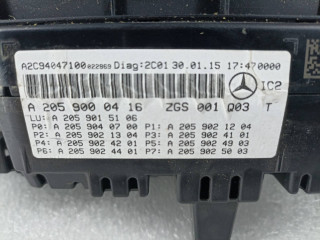 A2C94047100022969 Diag:2C01 30.01.15 17:470000
IC2
A 205 900 04 16 ZGS 001 Q03 T
LU: A 205 901 51 06
P0: A 205 904 07 00 P1: A 205 902 12 04
P2: A 205 902 13 04 P3: A 205 902 41 01
P4: A 205 902 42 01 P5: A 205 902 49 03
P6: A 205 902 44 01 P7: A 205 902 50 03